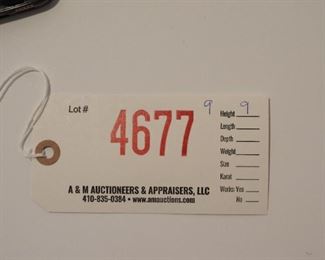 Lot #
4677
9 9
Height
Length
Depth
Weight
Size
Karat
Works: Yes
No
A & M AUCTIONEERS & APPRAISERS, LLC
410-835-0384 • www.amauctions.com